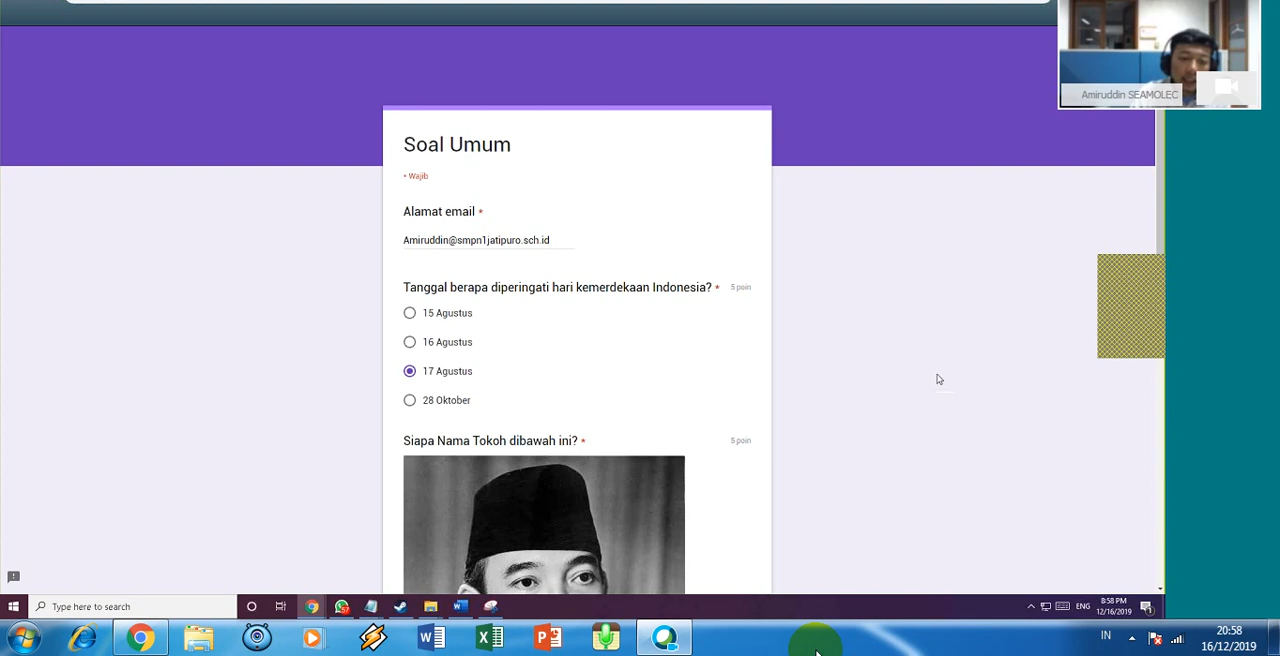 Amiruddin SEAMOLEC
Soal Umum
* Wajib
Alamat email *
Amiruddin@smpn1jatipuro.sch.id
Tanggal berapa diperingati hari kemerdekaan Indonesia? * 5 poin
15 Agustus
16 Agustus
17 Agustus
28 Oktober
Siapa Nama Tokoh dibawah ini? * 5 poin
Type here to search
ENG
8:58 PM
12/16/2019
IN
20:58
16/12/2019